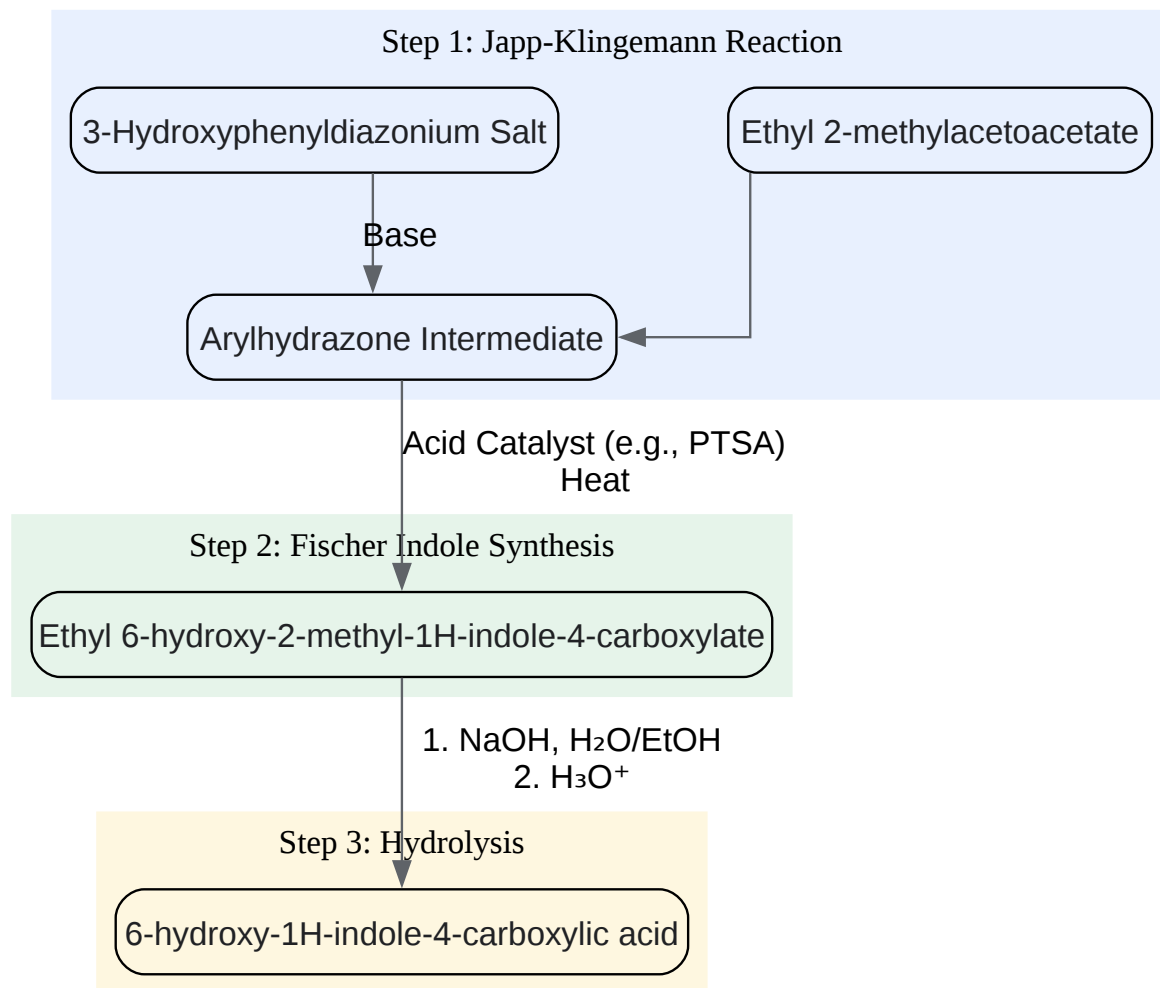 Step 1: Japp-Klingemann Reaction
3-Hydroxyphenyldiazonium Salt
Ethyl 2-methylacetoacetate
Base
Arylhydrazone Intermediate
Acid Catalyst (e.g., PTSA)
Heat
Step 2: Fischer Indole Synthesis
Ethyl 6-hydroxy-2-methyl-1H-indole-4-carboxylate
1. NaOH, H₂O/EtOH
2. H₃O⁺
Step 3: Hydrolysis
6-hydroxy-1H-indole-4-carboxylic acid